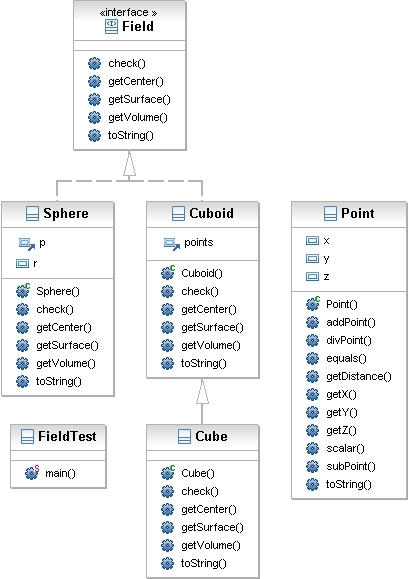 «interface »
Field
check()
getCenter()
getSurface()
getVolume()
toString()
Sphere
p
r
Sphere()
check()
getCenter()
getSurface()
getVolume()
toString()
Cuboid
points
Cuboid()
check()
getCenter()
getSurface()
getVolume()
toString()
Point
x
y
z
Point()
addPoint()
divPoint()
equals()
getDistance()
getX()
getY()
getZ()
scalar()
subPoint()
toString()
FieldTest
main()
Cube
Cube()
check()
getCenter()
getSurface()
getVolume()
toString()